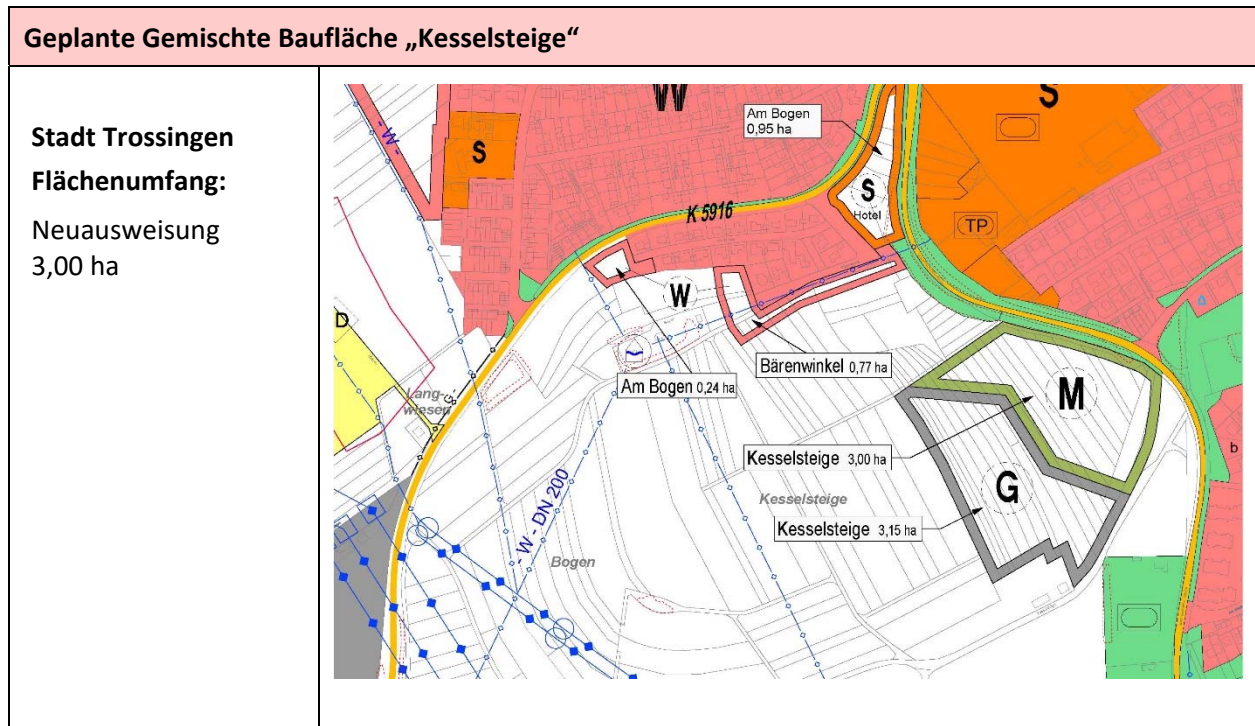 Geplante Gemischte Baufläche „Kesselsteige“
Stadt Trossingen
Flächenumfang:
Neuausweisung
3,00 ha
W
S
Am Bogen
0,95 ha
- W -
S
S
Hotel
K 5916
TP
W
D
Bärenwinkel 0,77 ha
Am Bogen 0,24 ha
Lang-
wiesen
G
M
b
Kesselsteige 3,00 ha
G
Kesselsteige
Kesselsteige 3,15 ha
- W - DN 200
Bogen